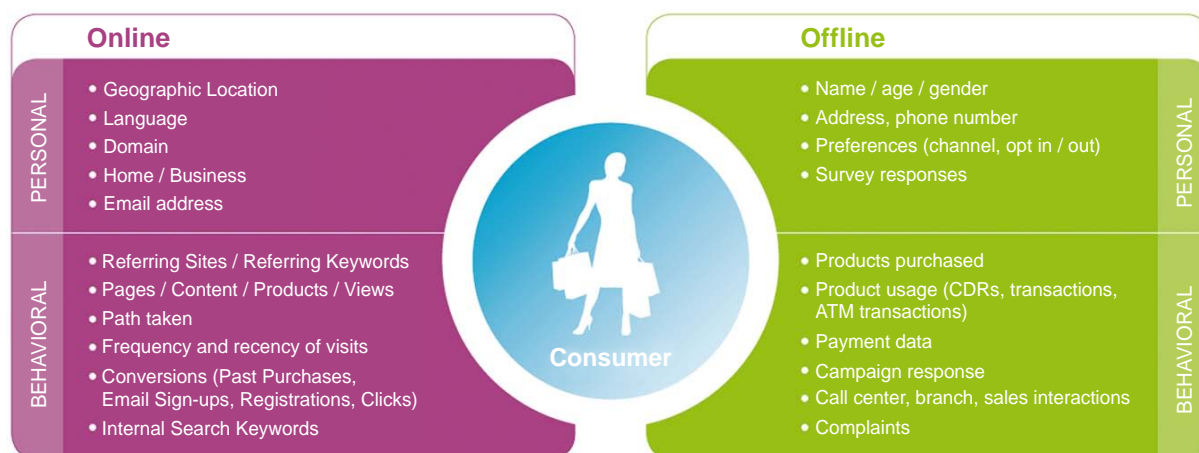 Online
PERSONAL
• Geographic Location
• Language
• Domain
• Home / Business
• Email address
BEHAVIORAL
• Referring Sites / Referring Keywords
• Pages / Content / Products / Views
• Path taken
• Frequency and recency of visits
• Conversions (Past Purchases,
Email Sign-ups, Registrations, Clicks)
• Internal Search Keywords
Consumer
Offline
• Name / age / gender
• Address, phone number
• Preferences (channel, opt in / out)
• Survey responses
PERSONAL
• Products purchased
• Product usage (CDRs, transactions,
ATM transactions)
• Payment data
• Campaign response
• Call center, branch, sales interactions
• Complaints
BEHAVIORAL